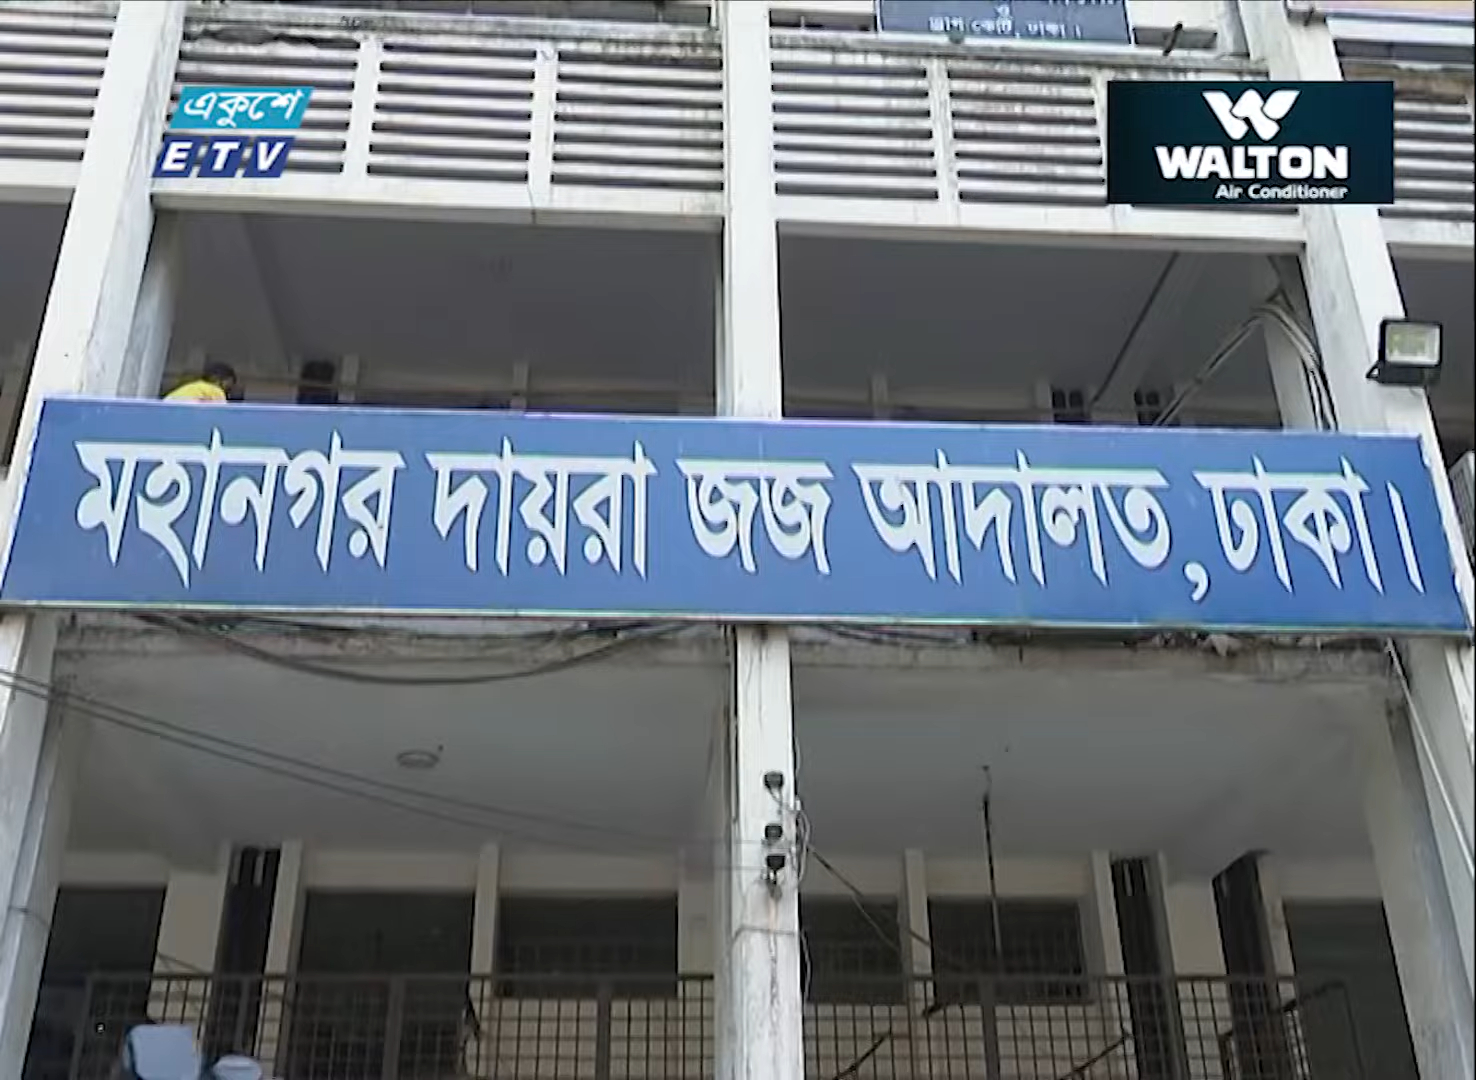 ও
একুশে
ETV
WALTON
Air Conditioner
মহানগর দায়রা জজ আদালত, ঢাকা।